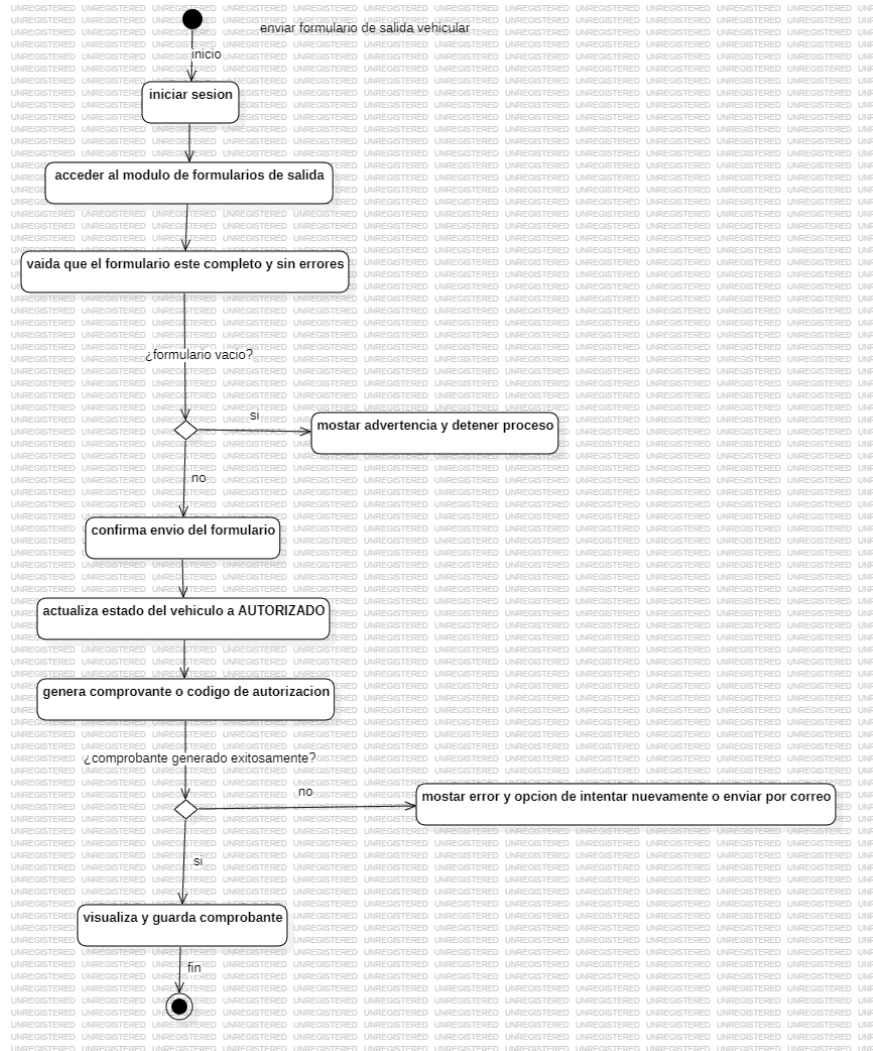 enviar formulario de salida vehicular
inicio
iniciar sesion
acceder al modulo de formularios de salida
vaida que el formulario este completo y sin errores
¿formulario vacio?
si
mostar advertencia y detener proceso
no
confirma envio del formulario
actualiza estado del vehiculo a AUTORIZADO
genera comprovante o codigo de autorizacion
¿comprobante generado exitosamente?
no
mostar error y opcion de intentar nuevamente o enviar por correo
si
visualiza y guarda comprobante
fin
UNREGISTERED